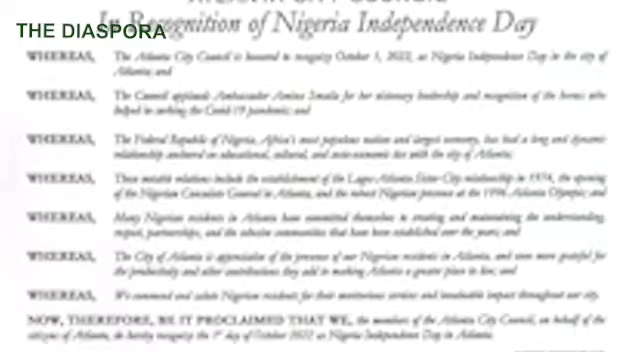 THE DIASPORA
ATLANTA CITY COUNCIL
In Recognition of Nigeria Independence Day
WHEREAS, The Atlanta City Council is honored to recognize October 1, 2022, as Nigeria Independence Day in the city of
Atlanta; and
WHEREAS, The Council applauds Ambassador Amina Smaila for her visionary leadership and recognition of the heroes who
helped in seeking the Covid-19 pandemic; and
WHEREAS, The Federal Republic of Nigeria, Africa's most populous nation and largest economy, has had a long and dynamic
relationship anchored on educational, cultural, and socio-economic ties with the city of Atlanta;
WHEREAS, These notable relations include the establishment of the Lagos-Atlanta Sister City relationship in 1974, the opening
of the Nigerian Consulate General in Atlanta, and the robust Nigerian presence at the 1996 Atlanta Olympic; and
WHEREAS, Many Nigerian residents in Atlanta have committed themselves to creating and maintaining the understanding,
respect, partnerships, and the cohesive communities that have been established over the years; and
WHEREAS, The City of Atlanta is appreciative of the presence of our Nigerian residents in Atlanta, and even more grateful for
the productivity and other contributions they add to making Atlanta a greater place to live; and
WHEREAS, We commend and salute Nigerian residents for their meritorious services and invaluable impact throughout our city.
NOW, THEREFORE, BE IT PROCLAIMED THAT WE, the members of the Atlanta City Council, on behalf of the
citizens of Atlanta, do hereby recognize the 1st day of October 2022 as Nigeria Independence Day in Atlanta.